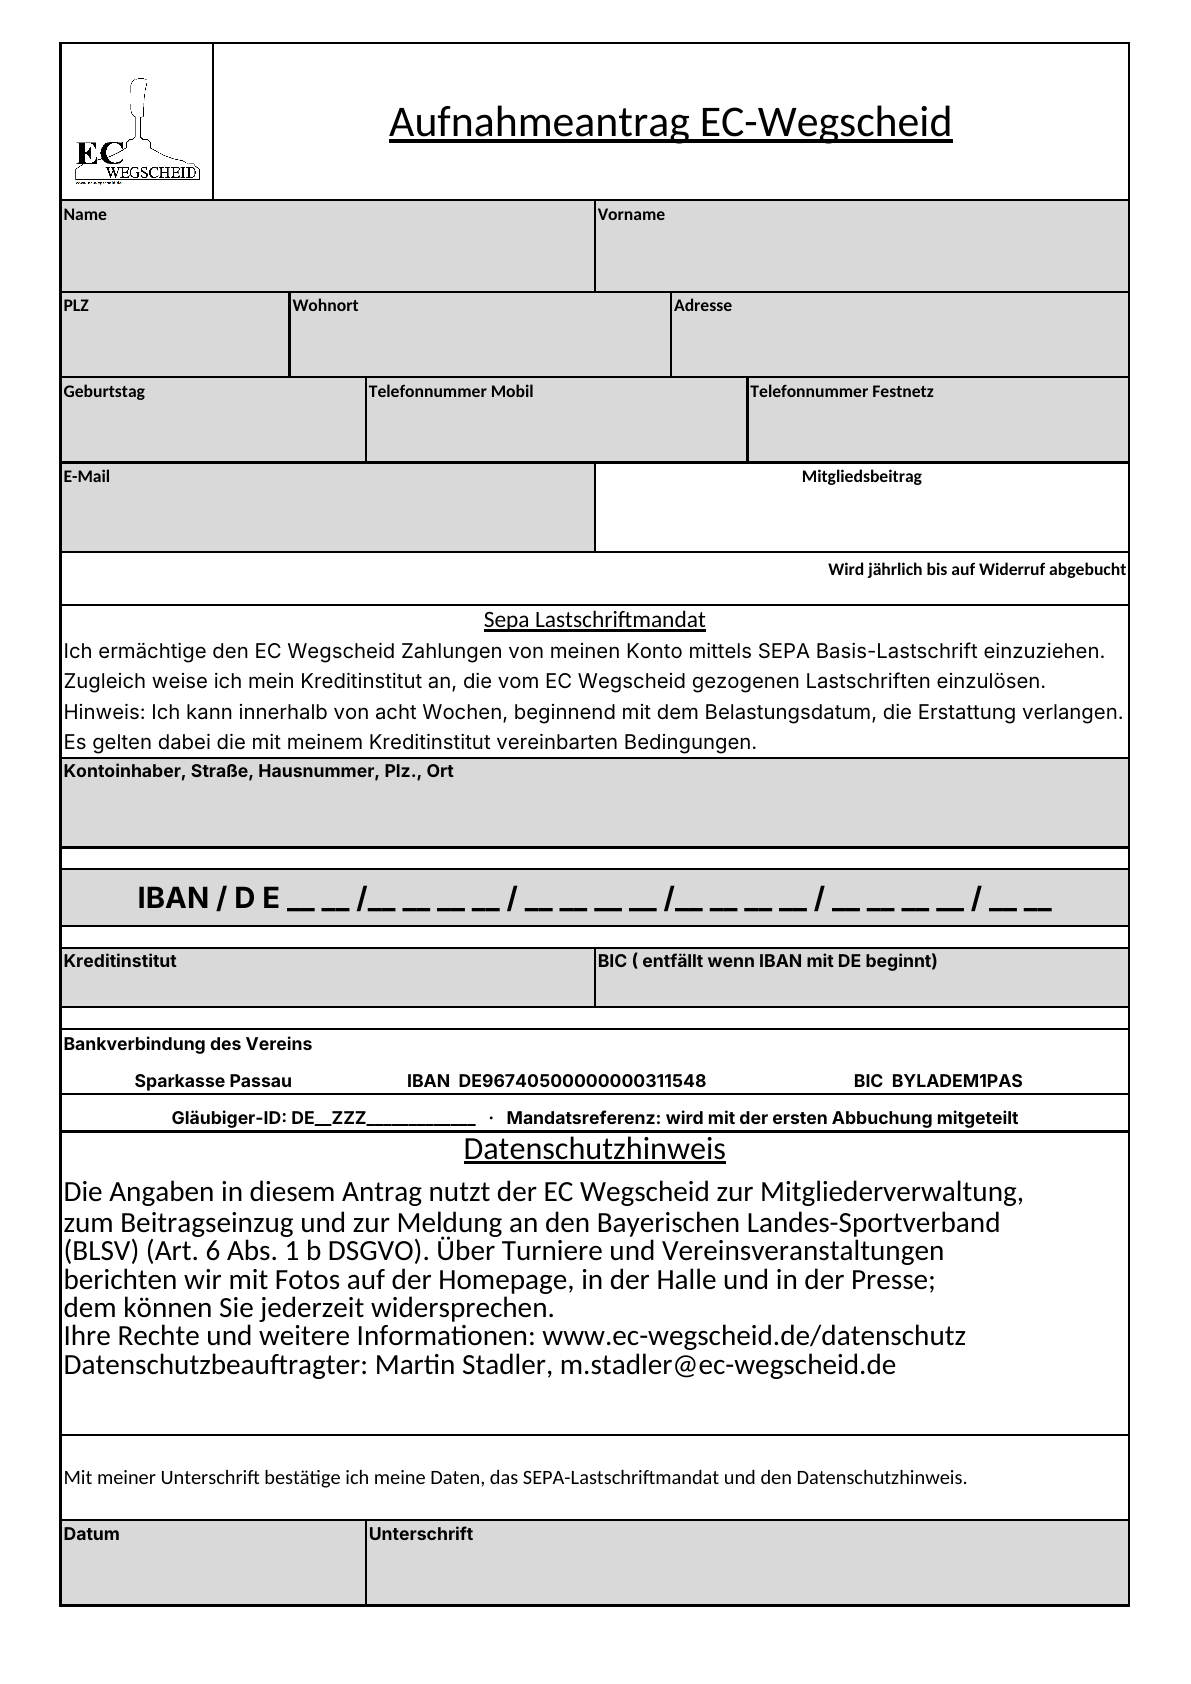 EC
WEGSCHEID
Aufnahmeantrag EC-Wegscheid
Name
Vorname
PLZ
Wohnort
Adresse
Geburtstag
Telefonnummer Mobil
Telefonnummer Festnetz
E-Mail
Mitgliedsbeitrag
Wird jährlich bis auf Widerruf abgebucht
Sepa Lastschriftmandat
Ich ermächtige den EC Wegscheid Zahlungen von meinen Konto mittels SEPA Basis-Lastschrift einzuziehen.
Zugleich weise ich mein Kreditinstitut an, die vom EC Wegscheid gezogenen Lastschriften einzulösen.
Hinweis: Ich kann innerhalb von acht Wochen, beginnend mit dem Belastungsdatum, die Erstattung verlangen.
Es gelten dabei die mit meinem Kreditinstitut vereinbarten Bedingungen.
Kontoinhaber, Straße, Hausnummer, Plz., Ort
IBAN / D E __ __ /__ __ __ __ / __ __ __ __ /__ __ __ __ / __ __ __ __ / __ __
Kreditinstitut
BIC ( entfällt wenn IBAN mit DE beginnt)
Bankverbindung des Vereins
Sparkasse Passau IBAN DE96740500000000311548 BIC BYLADEM1PAS
Gläubiger-ID: DE__ZZZ_____________ · Mandatsreferenz: wird mit der ersten Abbuchung mitgeteilt
Datenschutzhinweis
Die Angaben in diesem Antrag nutzt der EC Wegscheid zur Mitgliederverwaltung,
zum Beitragseinzug und zur Meldung an den Bayerischen Landes-Sportverband
(BLSV) (Art. 6 Abs. 1 b DSGVO). Über Turniere und Vereinsveranstaltungen
berichten wir mit Fotos auf der Homepage, in der Halle und in der Presse;
dem können Sie jederzeit widersprechen.
Ihre Rechte und weitere Informationen: www.ec-wegscheid.de/datenschutz
Datenschutzbeauftragter: Martin Stadler, m.stadler@ec-wegscheid.de
Mit meiner Unterschrift bestätige ich meine Daten, das SEPA-Lastschriftmandat und den Datenschutzhinweis.
Datum
Unterschrift